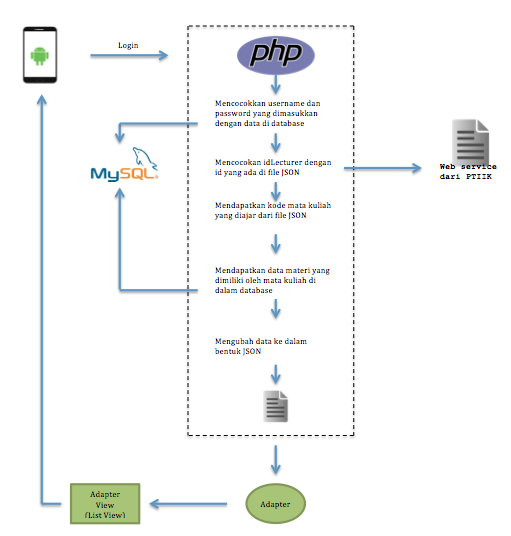 Login
php
Mencocokkan username dan
password yang dimasukkan
dengan data di database
Mencocokan idLecturer dengan
id yang ada di file JSON
MySQL®
Web service
dari PTIIK
Mendapatkan kode mata kuliah
yang diajar dari file JSON
Mendapatkan data materi yang
dimiliki oleh mata kuliah di
dalam database
Mengubah data ke dalam
bentuk JSON
Adapter
View
(List View)
Adapter